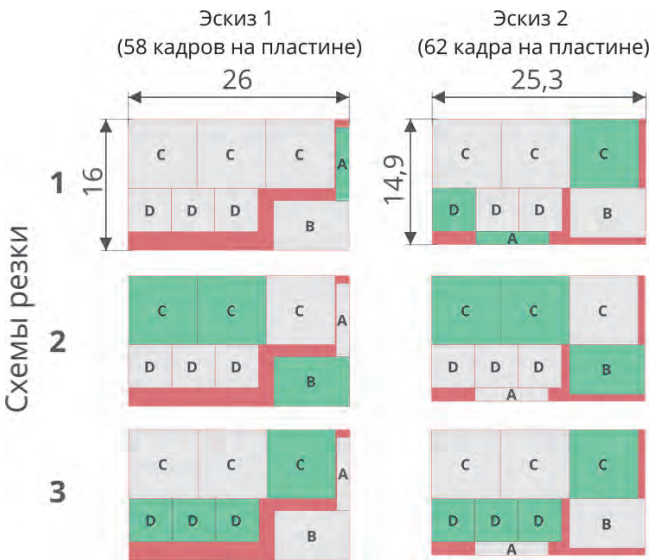 Эскиз 1
(58 кадров на пластине)
Эскиз 2
(62 кадра на пластине)
26
25,3
Схемы резки
1
16
C C C A
D D D B
14,9
C C C
D D D B
A
2
C C C A
D D D B
C C C
D D D B
A
3
C C C A
D D D B
C C C
D D D B
A